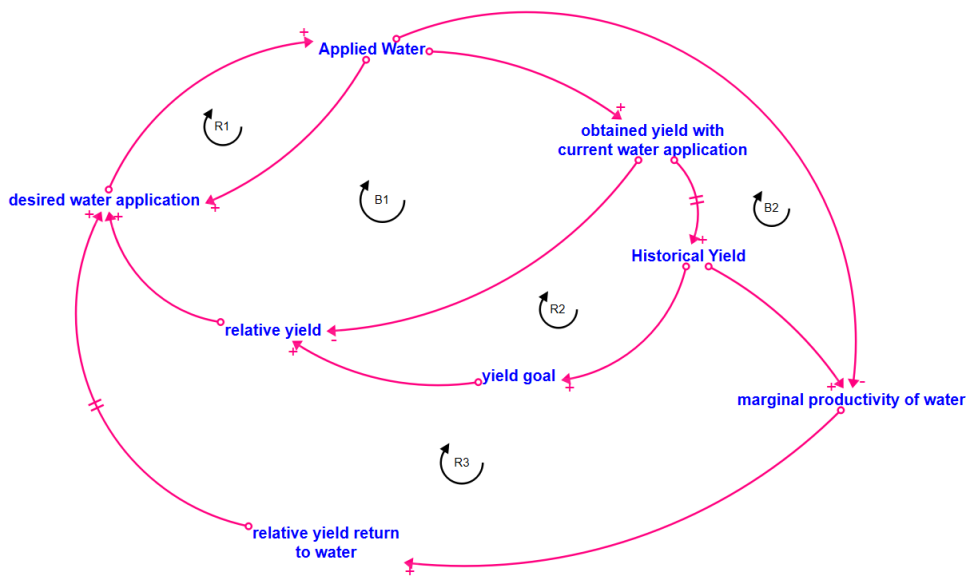 +
Applied Water
+
R1
obtained yield with
current water application
desired water application
+
B1
B2
+ +
+
Historical Yield
R2
relative yield
-
+
yield goal
+
+ -
marginal productivity of water
R3
relative yield return
to water
+